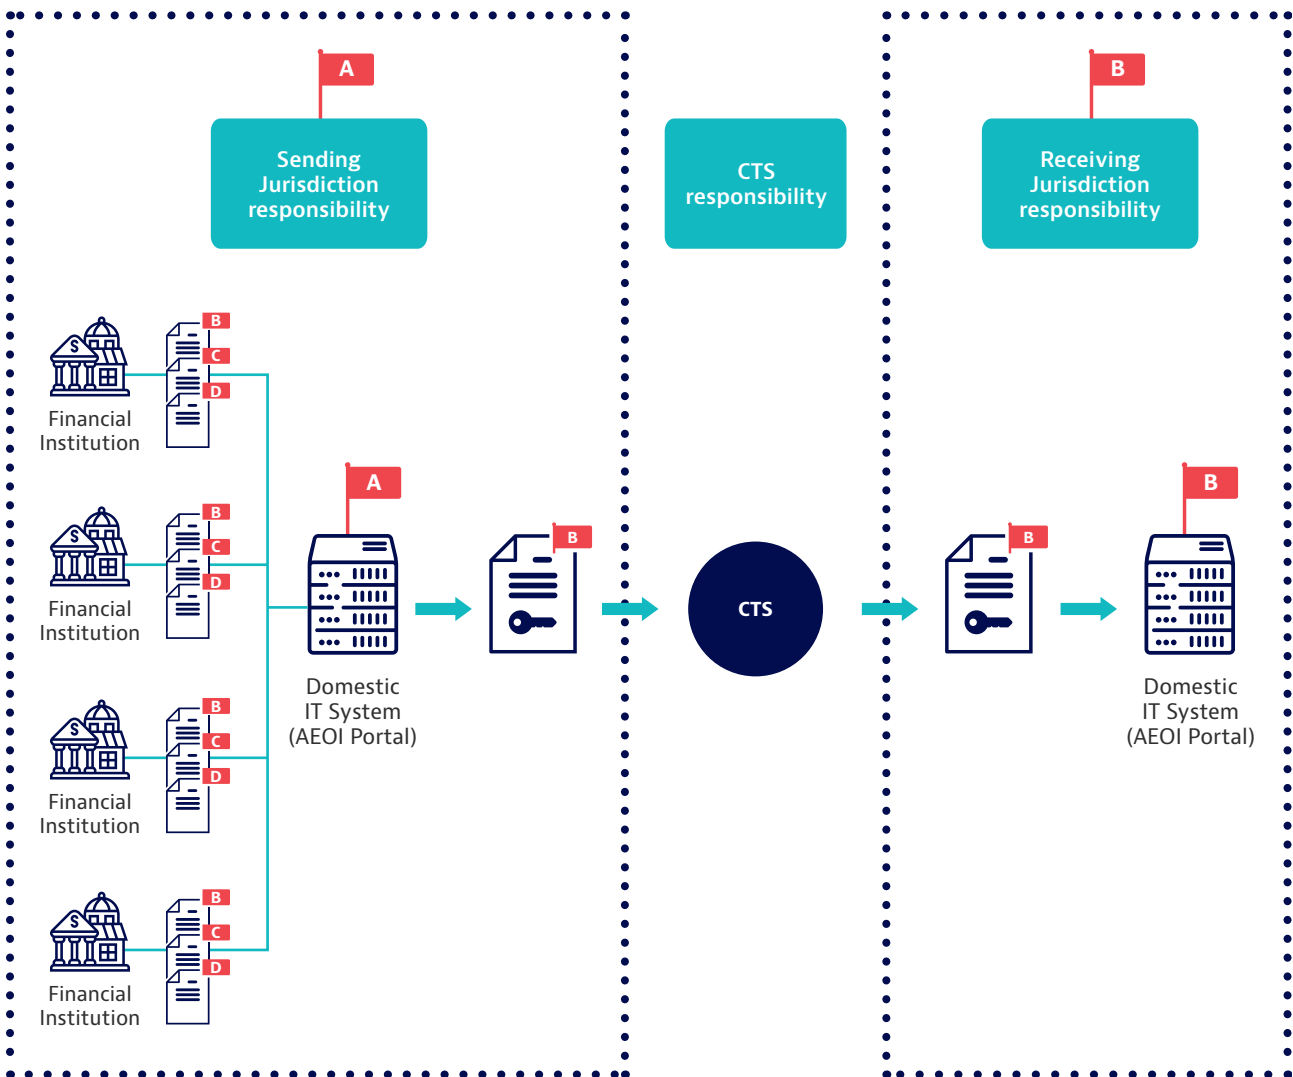 A
Sending
Jurisdiction
responsibility
CTS
responsibility
B
Receiving
Jurisdiction
responsibility
B
C
D
Financial
Institution
B
C
D
Financial
Institution
A
Domestic
IT System
(AEOI Portal)
B
CTS
B
B
Domestic
IT System
(AEOI Portal)
B
C
D
Financial
Institution
B
C
D
Financial
Institution